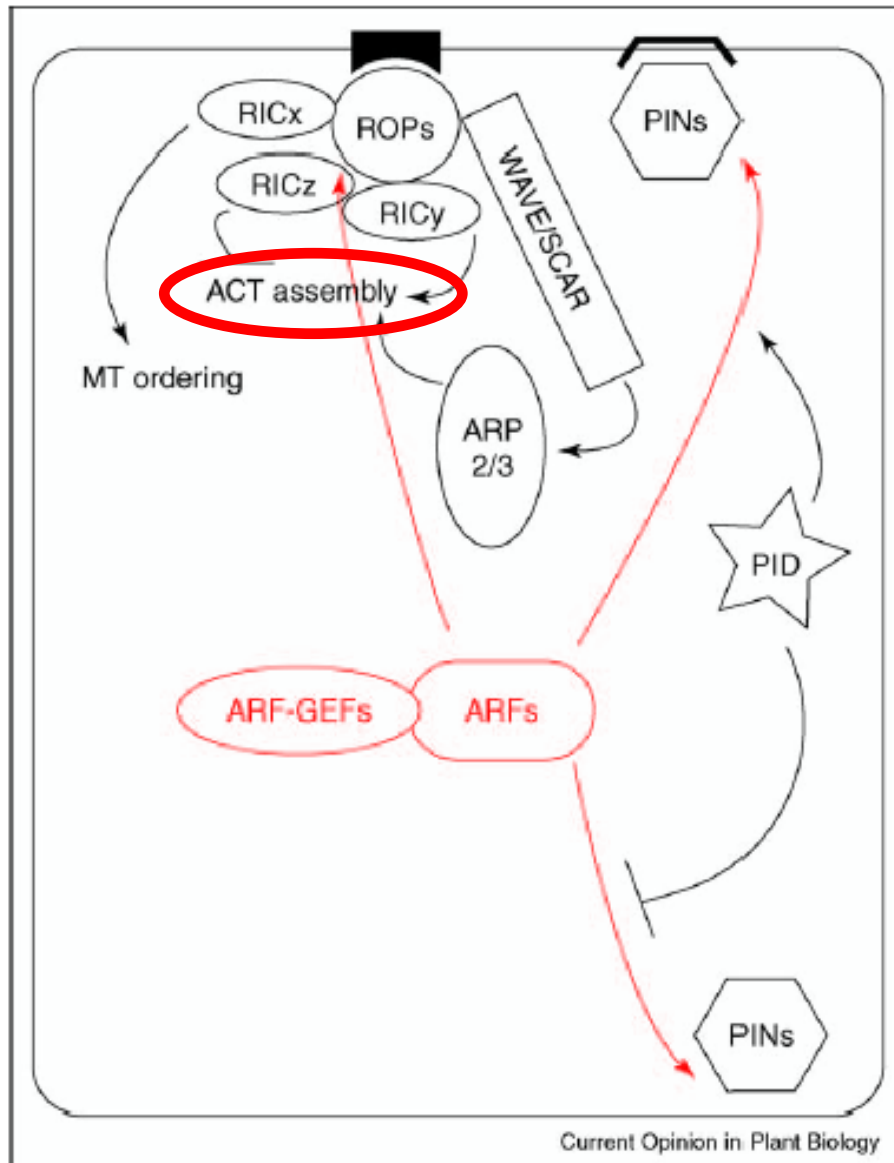 RICx
ROPs
PINs
RICz
RICy
WAVE/SCAR
ACT assembly
MT ordering
ARP
2/3
PID
ARF-GEFs
ARFs
PINs
Current Opinion in Plant Biology